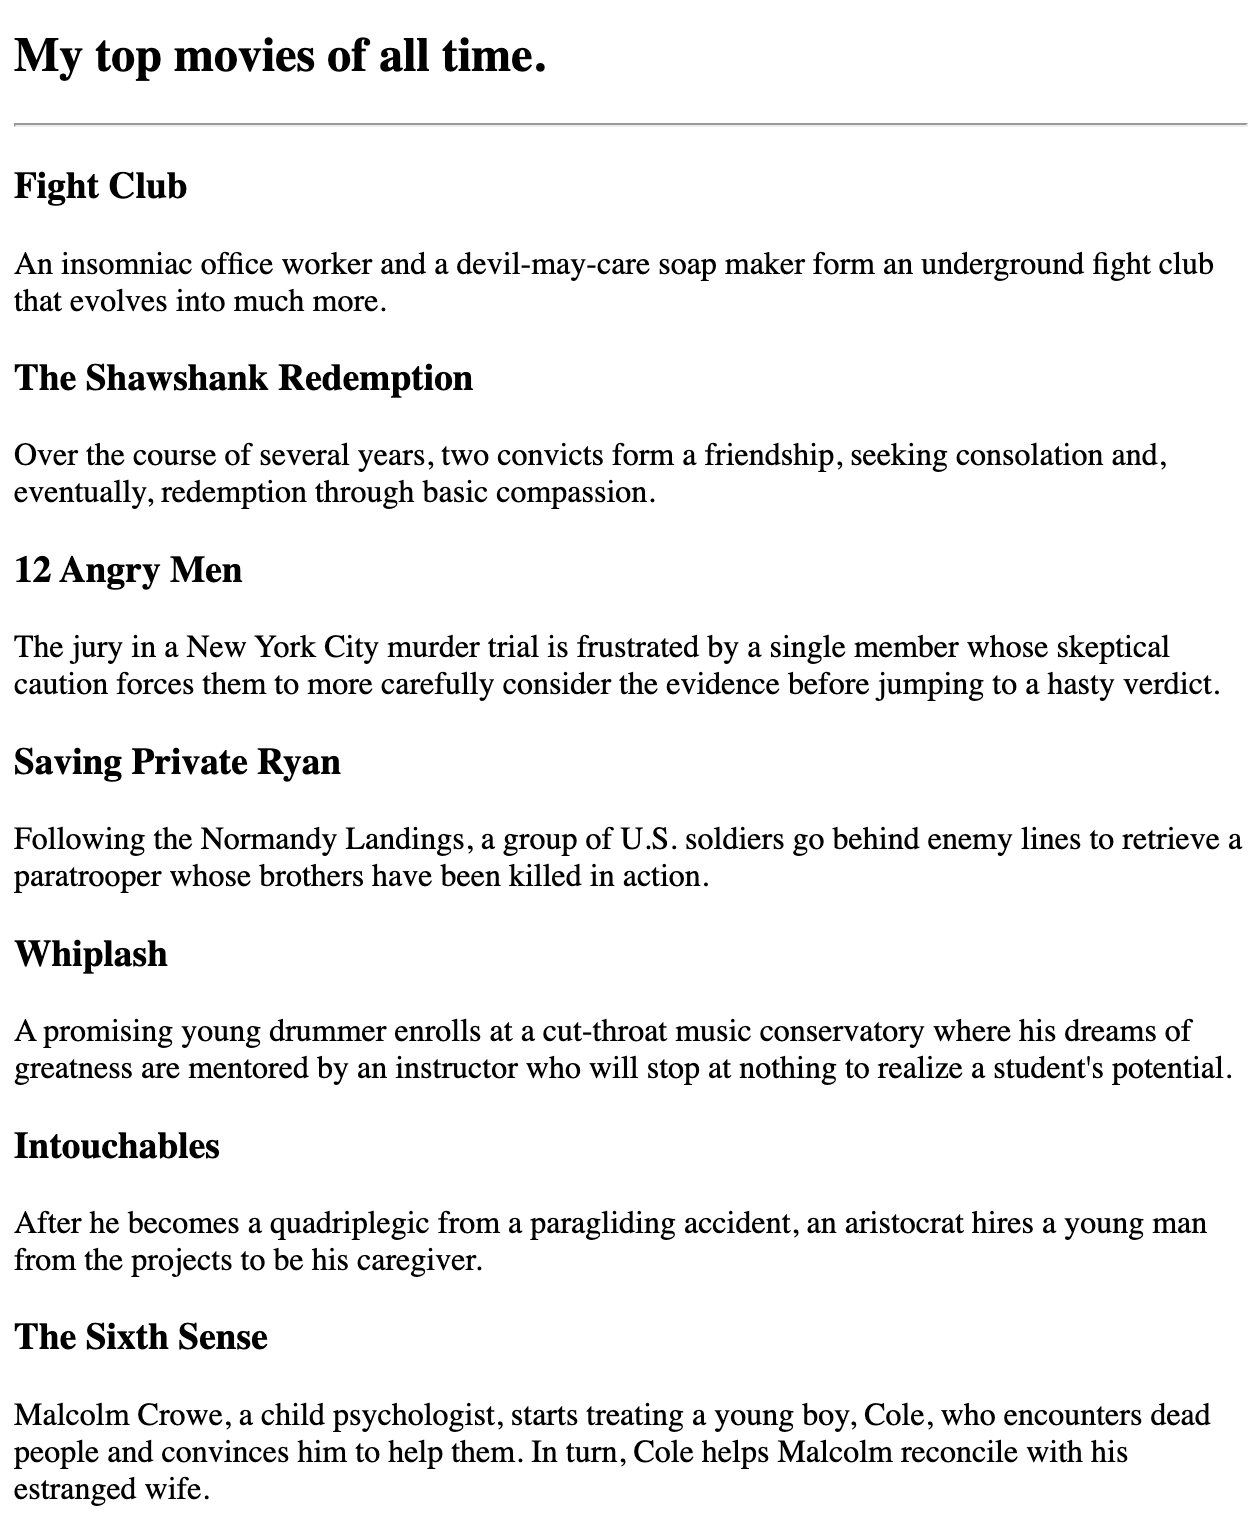 My top movies of all time.
Fight Club
An insomniac office worker and a devil-may-care soap maker form an underground fight club
that evolves into much more.
The Shawshank Redemption
Over the course of several years, two convicts form a friendship, seeking consolation and,
eventually, redemption through basic compassion.
12 Angry Men
The jury in a New York City murder trial is frustrated by a single member whose skeptical
caution forces them to more carefully consider the evidence before jumping to a hasty verdict.
Saving Private Ryan
Following the Normandy Landings, a group of U.S. soldiers go behind enemy lines to retrieve a
paratrooper whose brothers have been killed in action.
Whiplash
A promising young drummer enrolls at a cut-throat music conservatory where his dreams of
greatness are mentored by an instructor who will stop at nothing to realize a student's potential.
Intouchables
After he becomes a quadriplegic from a paragliding accident, an aristocrat hires a young man
from the projects to be his caregiver.
The Sixth Sense
Malcolm Crowe, a child psychologist, starts treating a young boy, Cole, who encounters dead
people and convinces him to help them. In turn, Cole helps Malcolm reconcile with his
estranged wife.